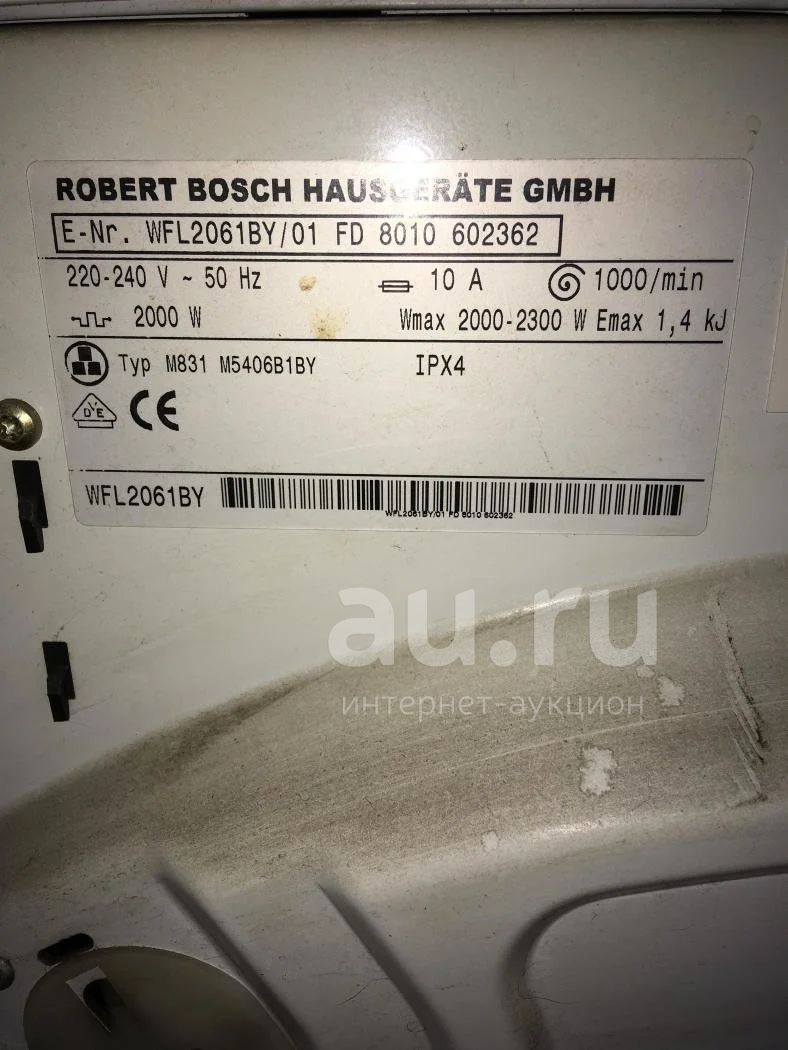 ROBERT BOSCH HAUSGERÄTE GMBH
E-Nr. WFL2061BY/01 FD 8010 602362
220-240 V ~ 50 Hz 10 A 1000/min
2000 W Wmax 2000-2300 W Emax 1,4 kJ
Typ M831 M5406B1BY IPX4
DVE CE
WFL2061BY
WFL2061BY/01 FD 8010 602362
au.ru
интернет-аукцион